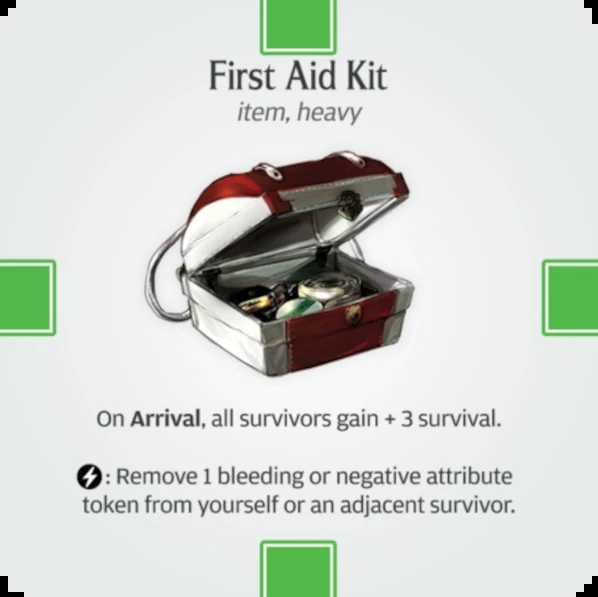 First Aid Kit
item, heavy
On Arrival, all survivors gain + 3 survival.
: Remove 1 bleeding or negative attribute
token from yourself or an adjacent survivor.